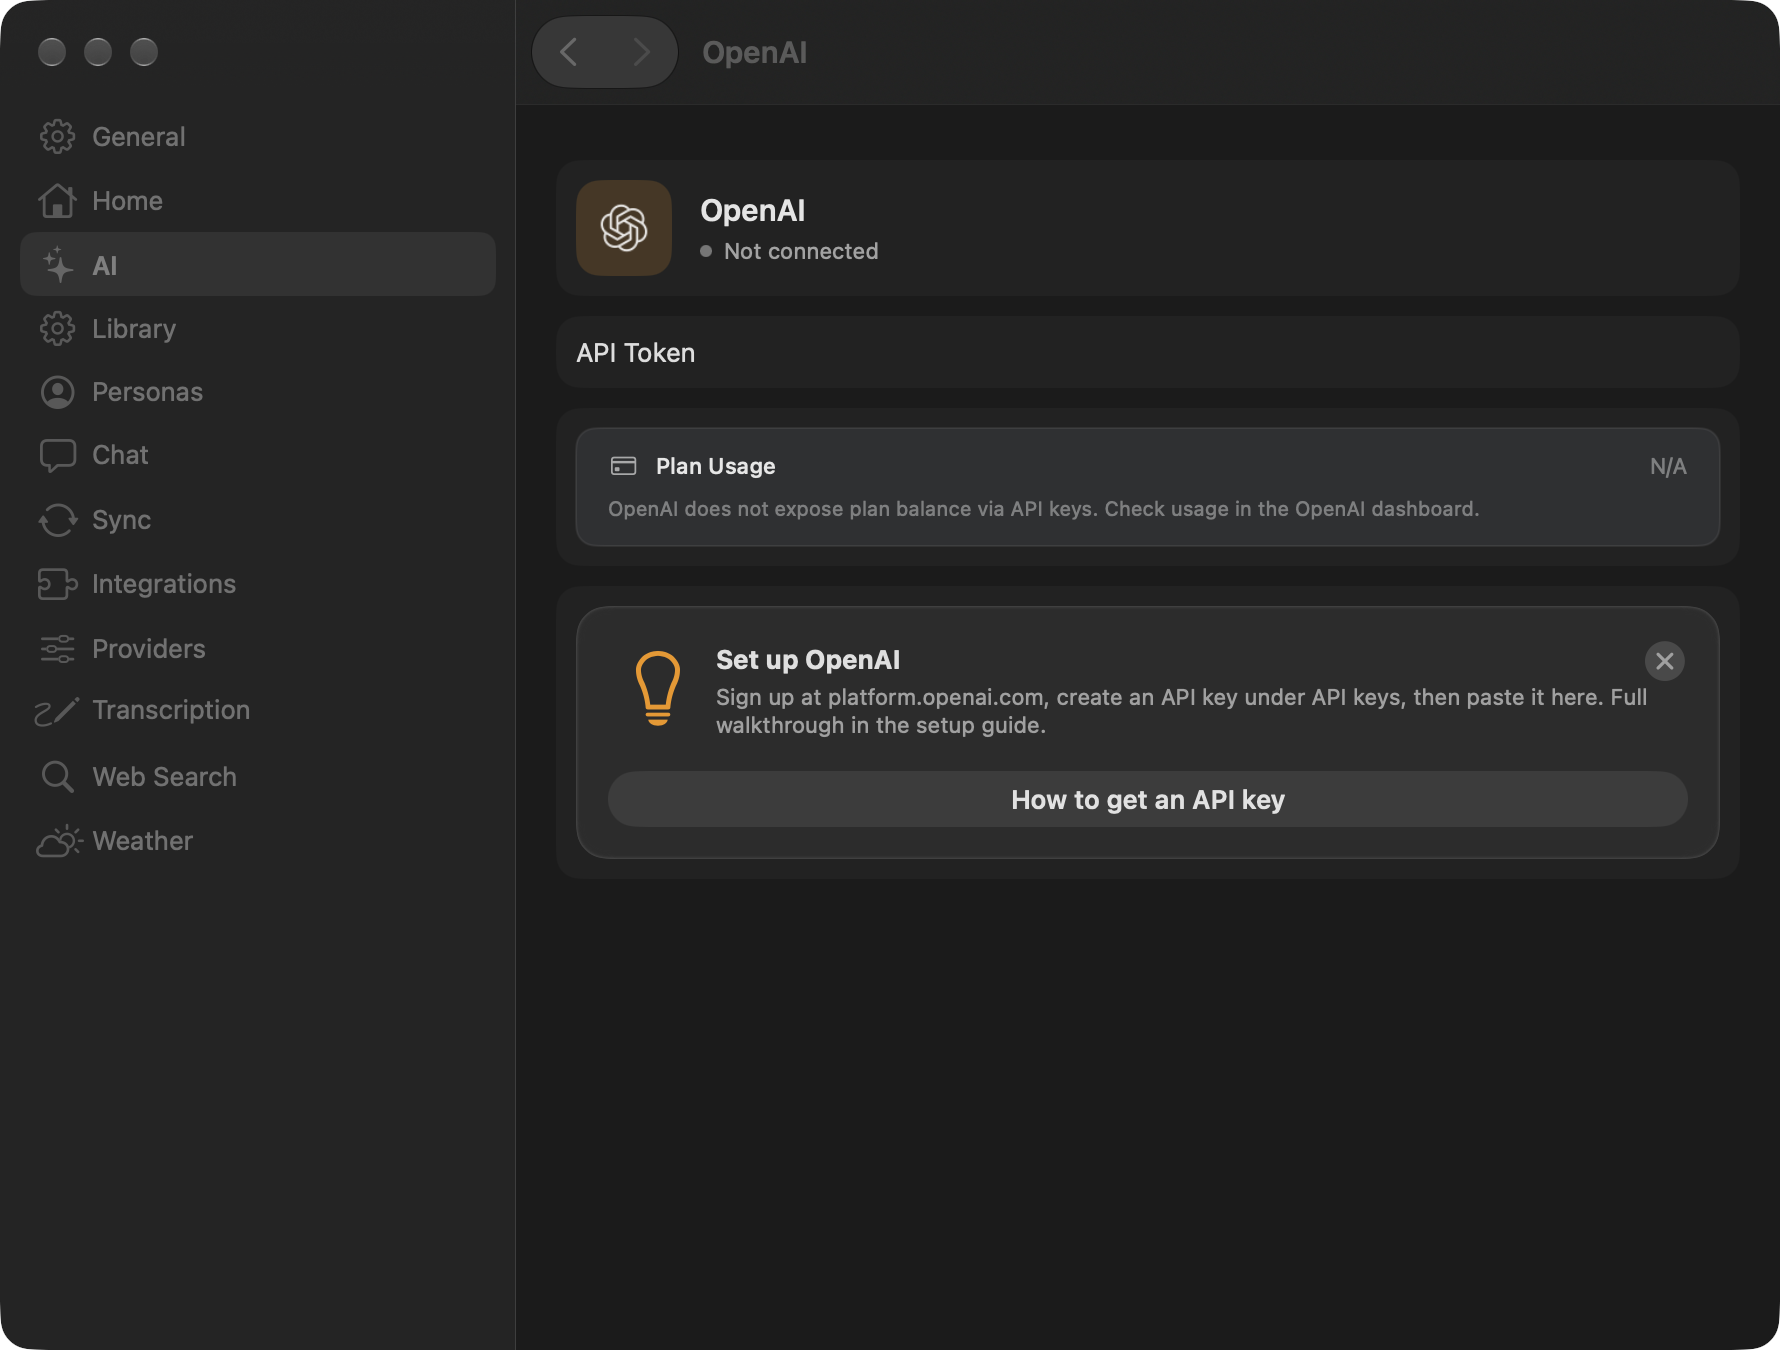 OpenAI
General
Home
AI
Library
Personas
Chat
Sync
Integrations
Providers
Transcription
Web Search
Weather
OpenAI
Not connected
API Token
Plan Usage
N/A
OpenAI does not expose plan balance via API keys. Check usage in the OpenAI dashboard.
Set up OpenAI
Sign up at platform.openai.com, create an API key under API keys, then paste it here. Full
walkthrough in the setup guide.
How to get an API key